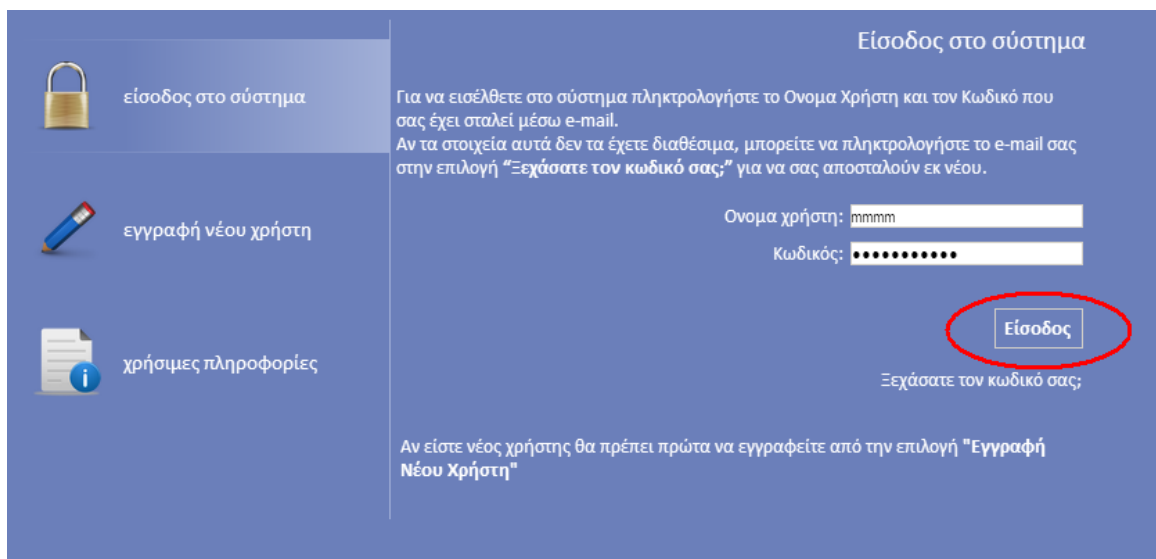 είσοδος στο σύστημα
εγγραφή νέου χρήστη
χρήσιμες πληροφορίες
Είσοδος στο σύστημα
Για να εισέλθετε στο σύστημα πληκτρολογήστε το Ονομα Χρήστη και τον Κωδικό που
σας έχει σταλεί μέσω e-mail.
Αν τα στοιχεία αυτά δεν τα έχετε διαθέσιμα, μπορείτε να πληκτρολογήστε το e-mail σας
στην επιλογή “Ξεχάσατε τον κωδικό σας;” για να σας αποσταλούν εκ νέου.
Ονομα χρήστη: mmmm
Κωδικός: •••••••••••
Είσοδος
Ξεχάσατε τον κωδικό σας;
Αν είστε νέος χρήστης θα πρέπει πρώτα να εγγραφείτε από την επιλογή "Εγγραφή
Νέου Χρήστη"